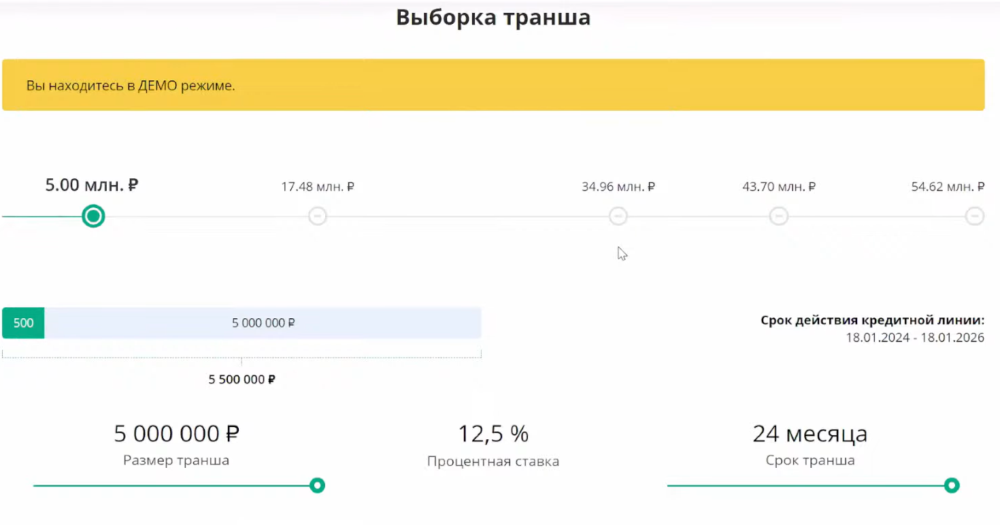 Выборка транша
Вы находитесь в ДЕМО режиме.
5.00 млн. ₽ 17.48 млн. ₽ 34.96 млн. ₽ 43.70 млн. ₽ 54.62 млн. ₽
500 5 000 000 ₽
Срок действия кредитной линии:
18.01.2024 - 18.01.2026
5 500 000 ₽
5 000 000 ₽ 12,5 % 24 месяца
Размер транша Процентная ставка Срок транша